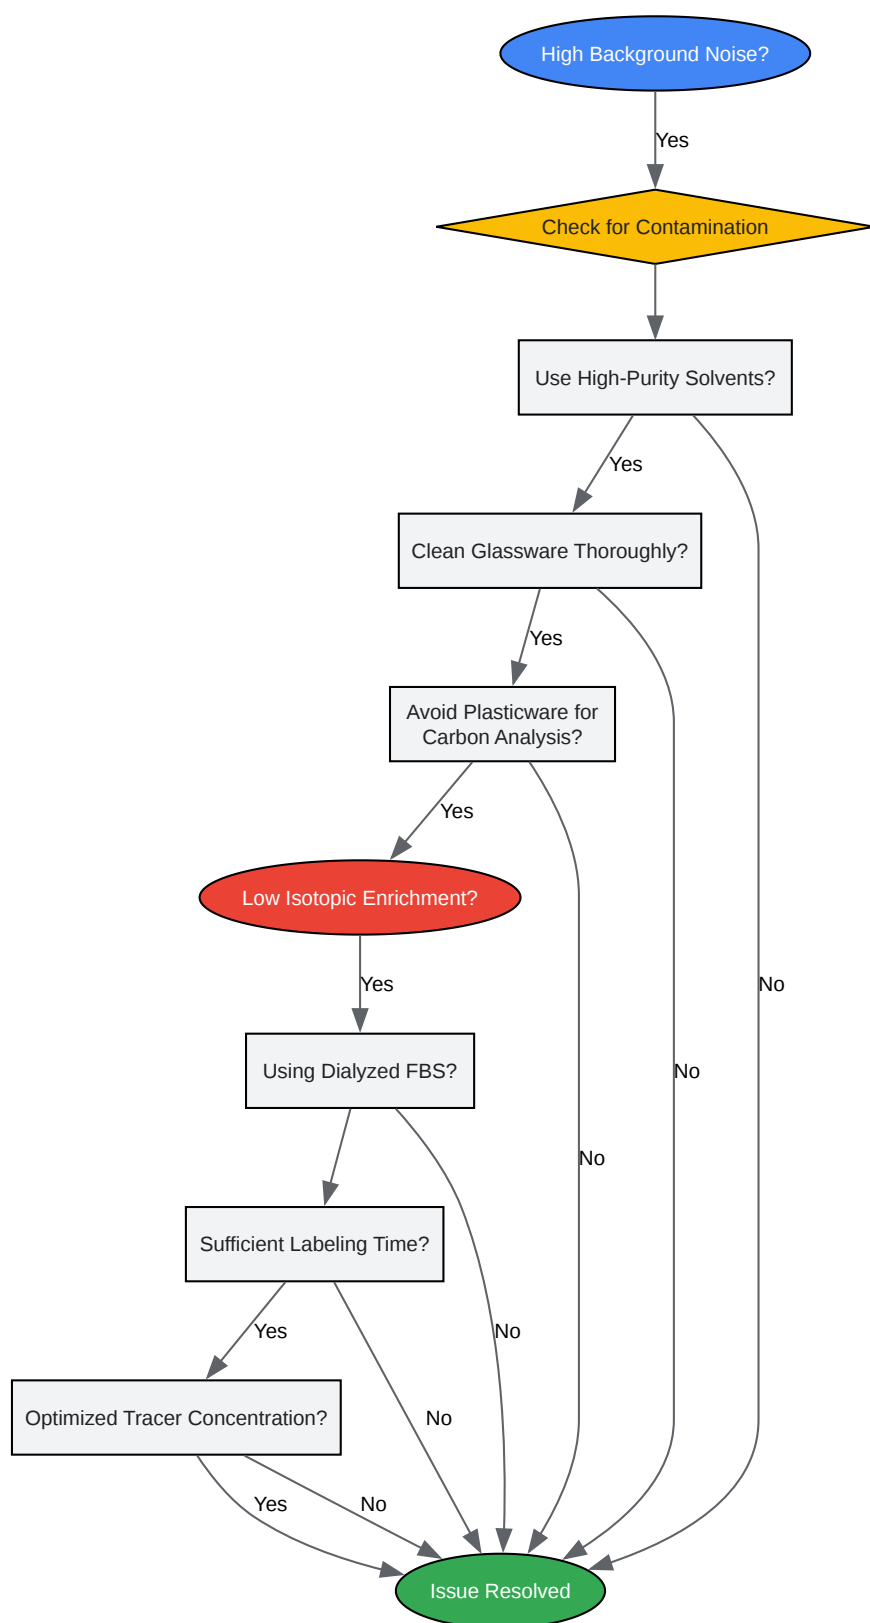 High Background Noise?
Yes
Check for Contamination
Use High-Purity Solvents?
Yes
Clean Glassware Thoroughly?
Yes
Avoid Plasticware for
Carbon Analysis?
Yes
Low Isotopic Enrichment?
Yes
No
Using Dialyzed FBS?
No
No
Sufficient Labeling Time?
Yes
No
Optimized Tracer Concentration?
No
Yes
No
Issue Resolved